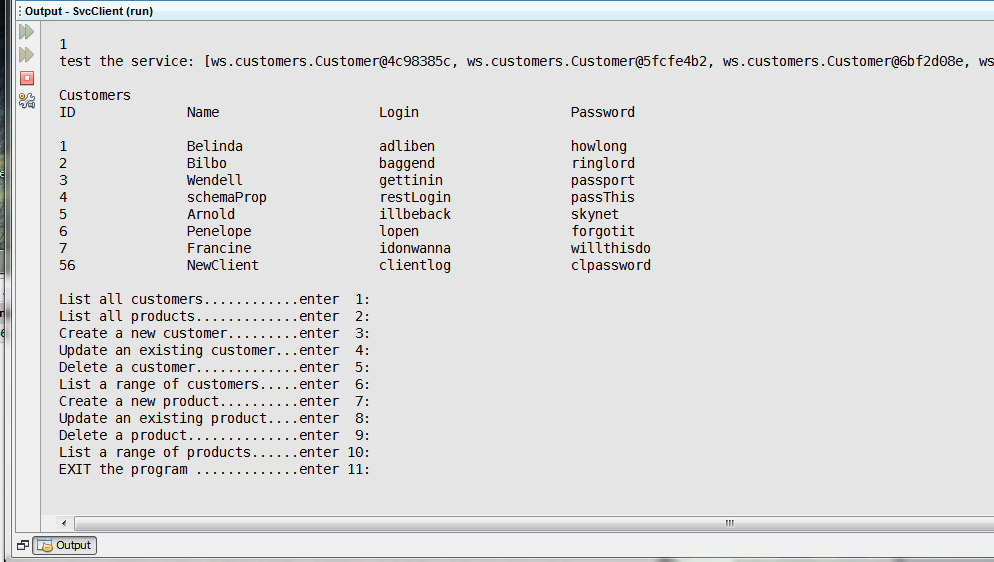 Output - SvcClient (run)
1
test the service: [ws.customers.Customer@4c98385c, ws.customers.Customer@5fcfe4b2, ws.customers.Customer@6bf2d08e, ws
Customers
ID Name Login Password
1 Belinda adliben howlong
2 Bilbo baggend ringlord
3 Wendell gettinin passport
4 schemaProp restLogin passThis
5 Arnold illbeback skynet
6 Penelope lopen forgotit
7 Francine idonwanna willthisdo
56 NewClient clientlog clpassword
List all customers............enter 1:
List all products.............enter 2:
Create a new customer.........enter 3:
Update an existing customer...enter 4:
Delete a customer.............enter 5:
List a range of customers.....enter 6:
Create a new product..........enter 7:
Update an existing product....enter 8:
Delete a product..............enter 9:
List a range of products......enter 10:
EXIT the program .............enter 11:
Output